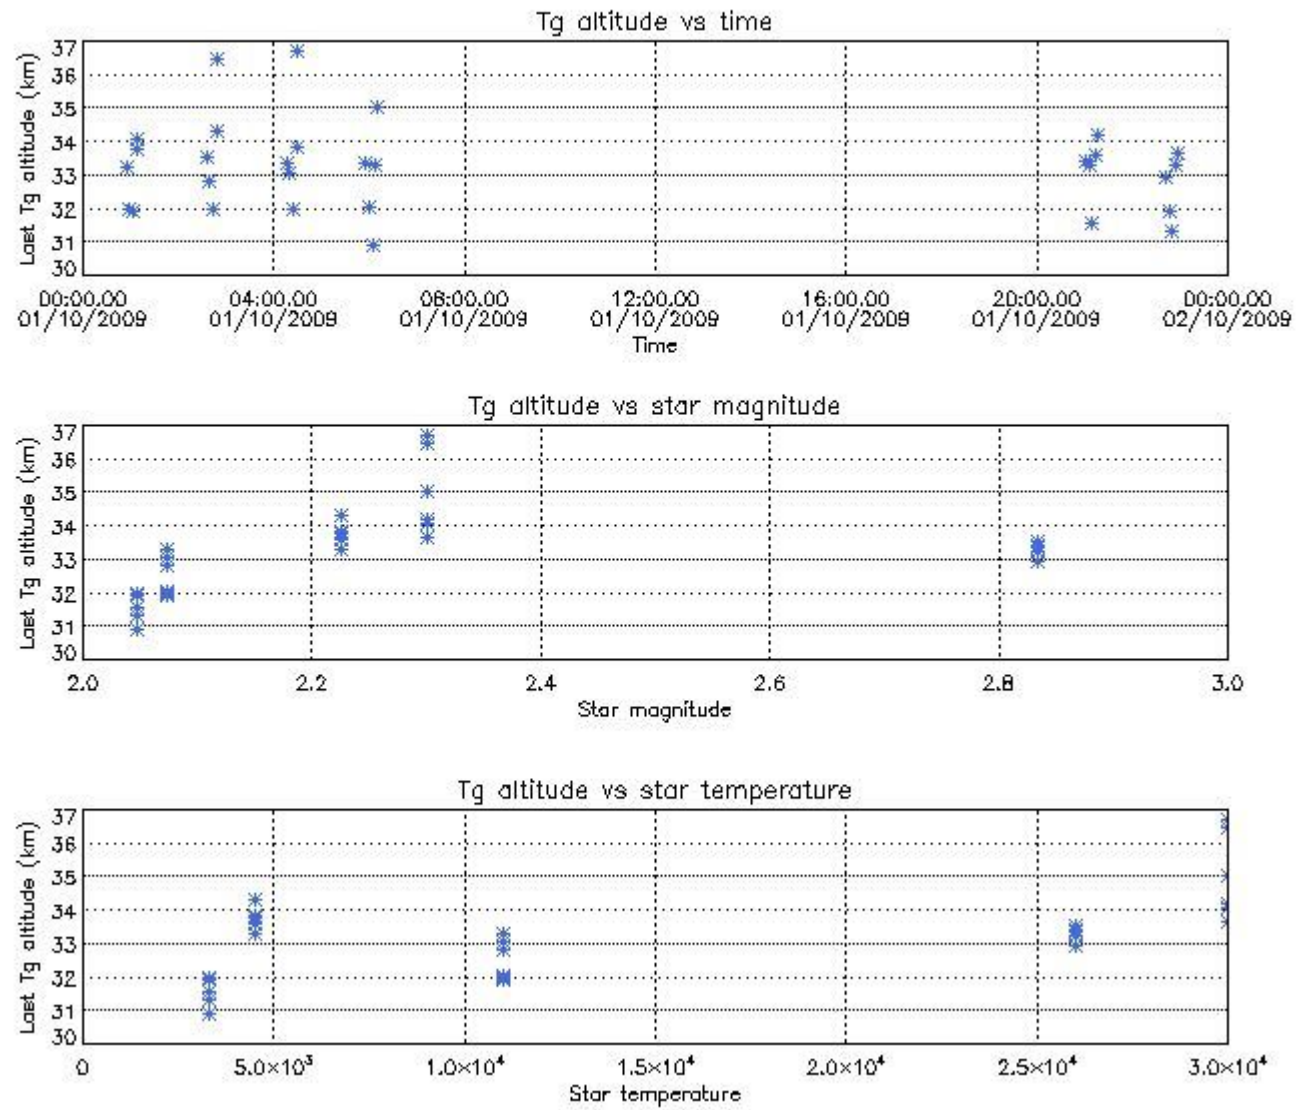 Tg altitude vs time
Last Tg altitude (km)
37
36
35
34
33
32
31
30
00:00.00 04:00.00 08:00.00 12:00.00 16:00.00 20:00.00 00:00.00
01/10/2009 01/10/2009 01/10/2009 01/10/2009 01/10/2009 01/10/2009 02/10/2009
Time
Tg altitude vs star magnitude
Last Tg altitude (km)
37
36
35
34
33
32
31
30
2.0 2.2 2.4 2.6 2.8 3.0
Star magnitude
Tg altitude vs star temperature
Last Tg altitude (km)
37
36
35
34
33
32
31
30
0 5.0×10³ 1.0×10⁴ 1.5×10⁴ 2.0×10⁴ 2.5×10⁴ 3.0×10⁴
Star temperature